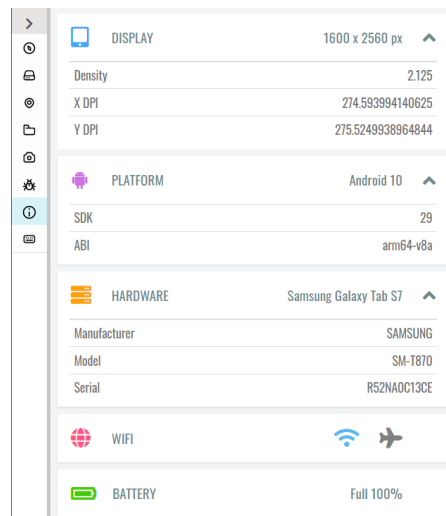 DISPLAY 1600 x 2560 px
Density 2.125
X DPI 274.593994140625
Y DPI 275.5249938964844
PLATFORM Android 10
SDK 29
ABI arm64-v8a
HARDWARE Samsung Galaxy Tab S7
Manufacturer SAMSUNG
Model SM-T870
Serial R52NA0C13CE
WIFI
BATTERY Full 100%